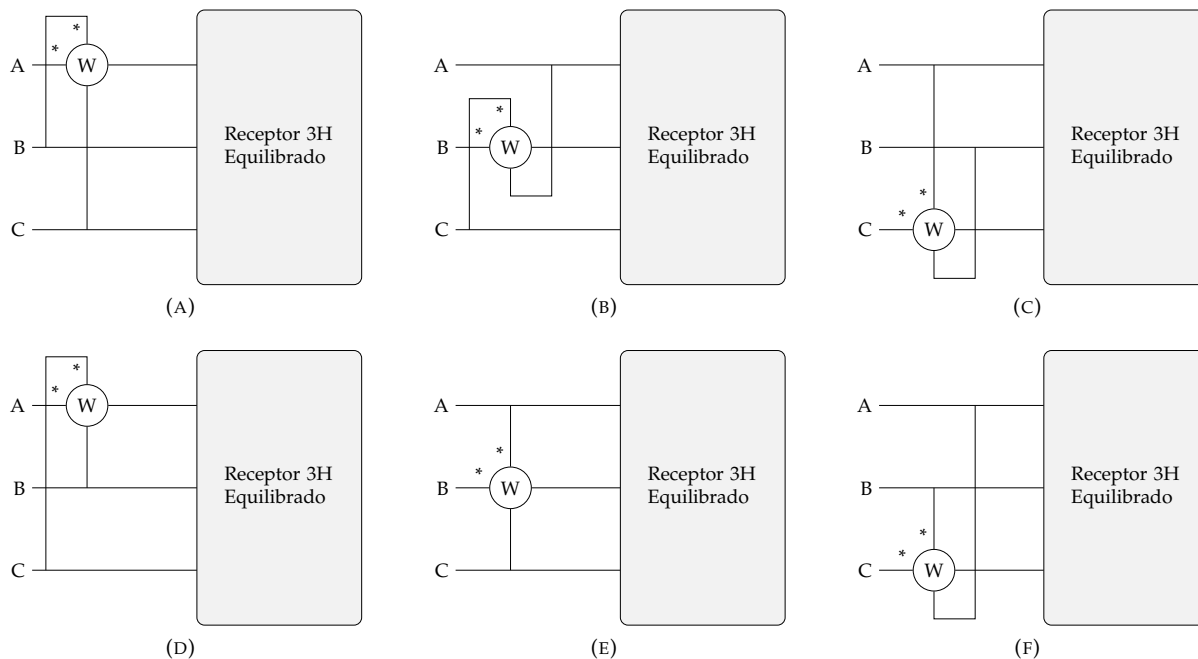 * *
A W
B Receptor 3H
Equilibrado
C
(A)
A
* *
B W Receptor 3H
Equilibrado
C
(B)
A
B Receptor 3H
Equilibrado
* *
C W
(C)
* *
A W
B Receptor 3H
Equilibrado
C
(D)
A
* *
B W Receptor 3H
Equilibrado
C
(E)
A
B Receptor 3H
Equilibrado
* *
C W
(F)